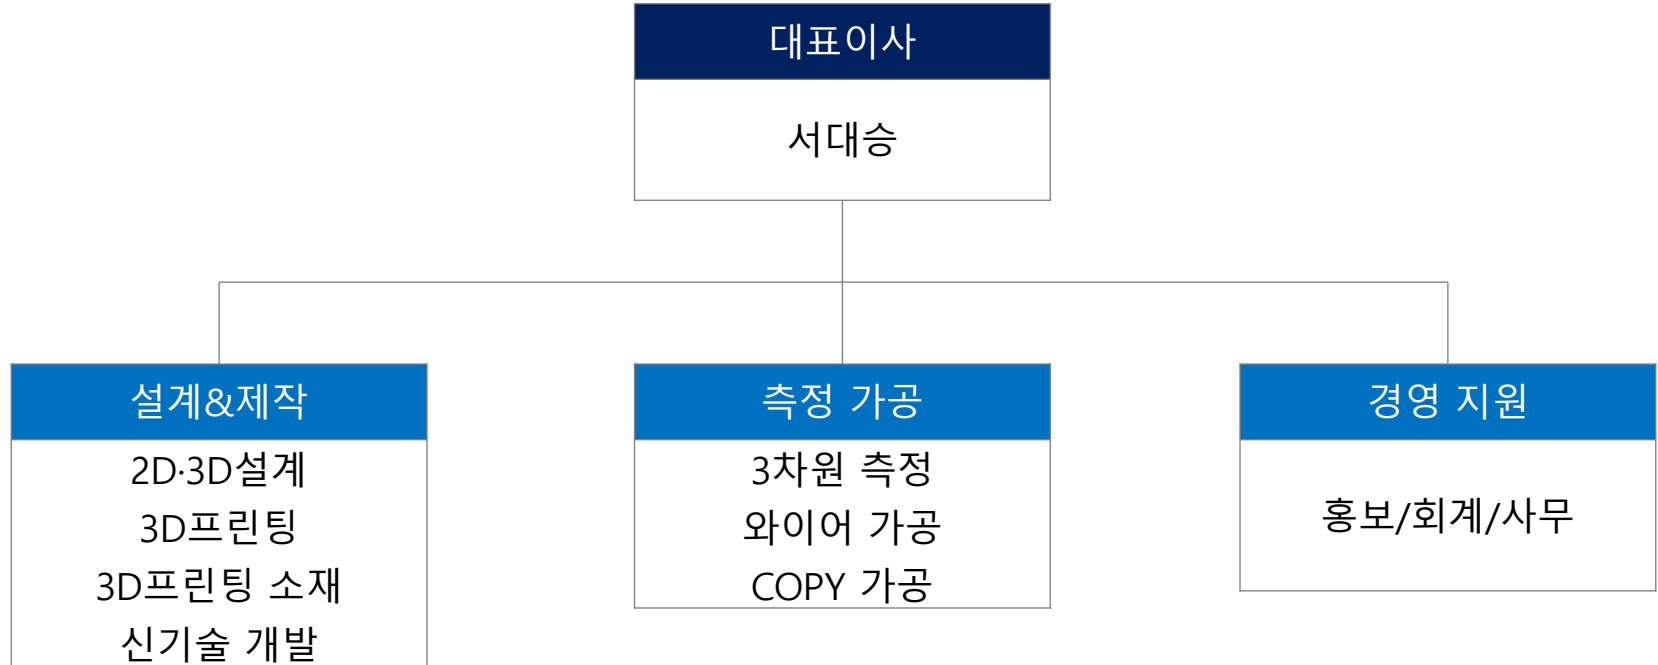 대표이사
서대승
설계&제작
2D·3D설계
3D프린팅
3D프린팅 소재
신기술 개발
측정 가공
3차원 측정
와이어 가공
COPY 가공
경영 지원
홍보/회계/사무